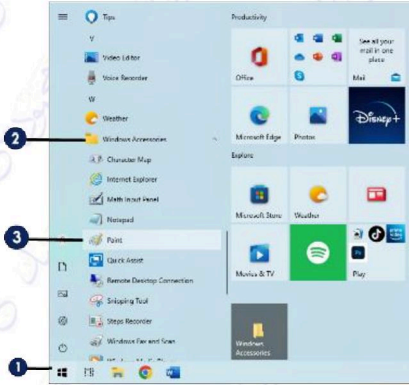 Tips
V
Video Editor
Voice Recorder
W
Weather
2
Windows Accessories
Character Map
Internet Explorer
Math Input Panel
Notepad
3
Paint
Quick Assist
Remote Desktop Connection
Snipping Tool
Steps Recorder
Windows Fax and Scan
1
Productivity
Office
See all your
mail in one
place
Mail
Microsoft Edge
Photos
Disney+
Explore
Microsoft Store
Weather
Movies & TV
Play
Windows
Accessories